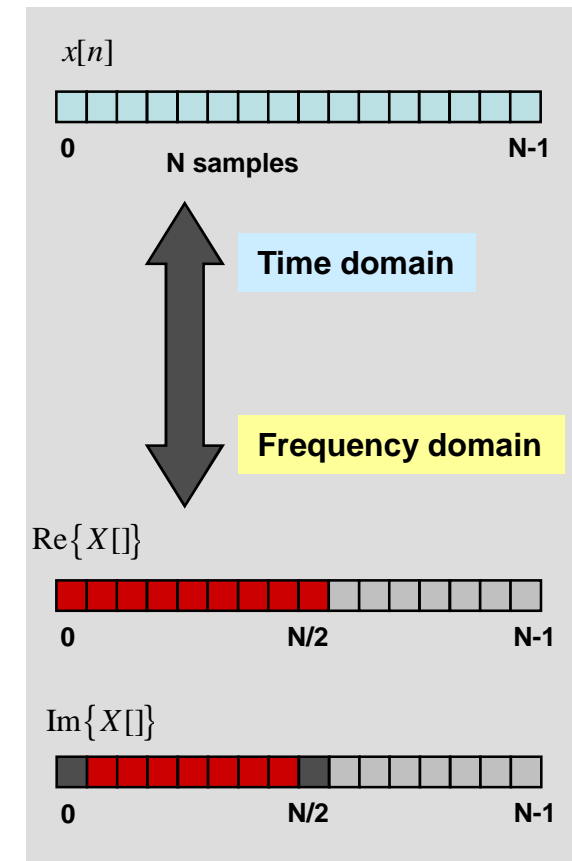 x[n]
0 N-1
N samples
Time domain
Frequency domain
Re{X[]}
0 N/2 N-1
Im{X[]}
0 N/2 N-1